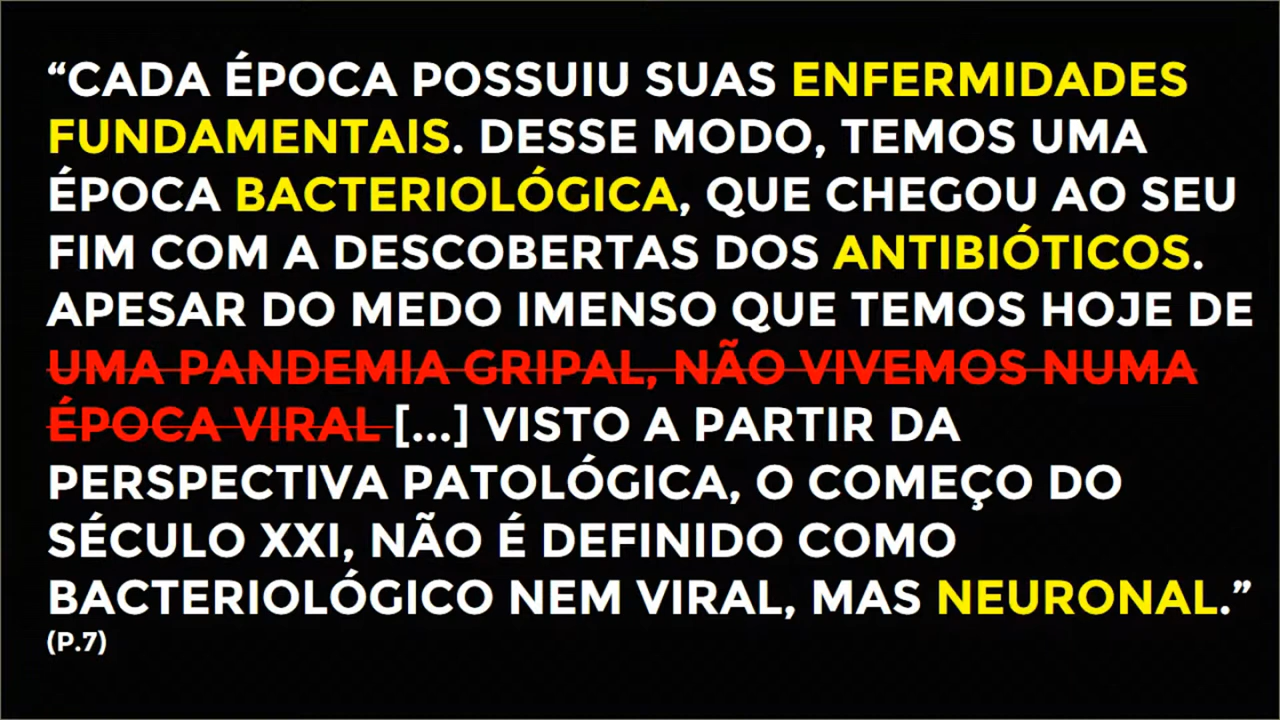 “CADA ÉPOCA POSSUIU SUAS ENFERMIDADES
FUNDAMENTAIS. DESSE MODO, TEMOS UMA
ÉPOCA BACTERIOLÓGICA, QUE CHEGOU AO SEU
FIM COM A DESCOBERTAS DOS ANTIBIÓTICOS.
APESAR DO MEDO IMENSO QUE TEMOS HOJE DE
UMA PANDEMIA GRIPAL, NÃO VIVEMOS NUMA
ÉPOCA VIRAL [...] VISTO A PARTIR DA
PERSPECTIVA PATOLÓGICA, O COMEÇO DO
SÉCULO XXI, NÃO É DEFINIDO COMO
BACTERIOLÓGICO NEM VIRAL, MAS NEURONAL.”
(P.7)